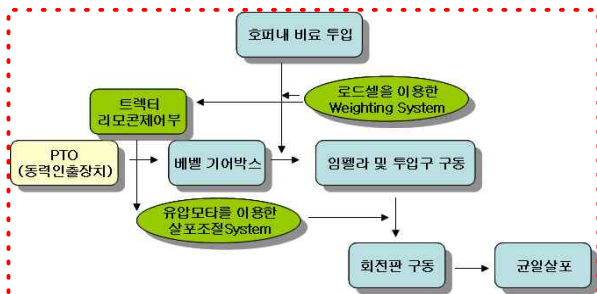 호퍼내 비료 투입
로드셀을 이용한
Weighting System
트렉터
리모콘제어부
PTO
(동력인출장치)
베벨 기어박스
임펠라 및 투입구 구동
유압모타를 이용한
살포조절System
회전판 구동
균일살포